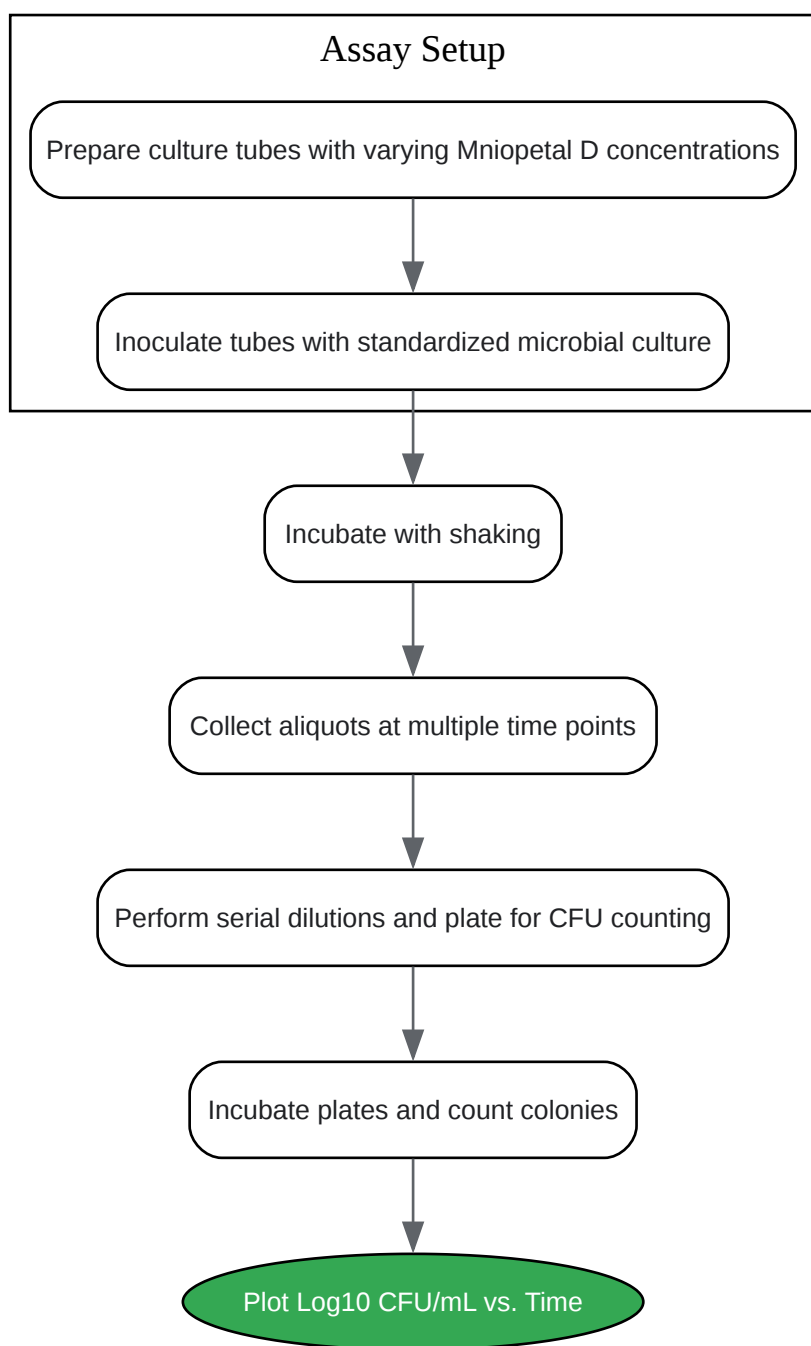 Assay Setup
Prepare culture tubes with varying Mniopetal D concentrations
Inoculate tubes with standardized microbial culture
Incubate with shaking
Collect aliquots at multiple time points
Perform serial dilutions and plate for CFU counting
Incubate plates and count colonies
Plot Log10 CFU/mL vs. Time